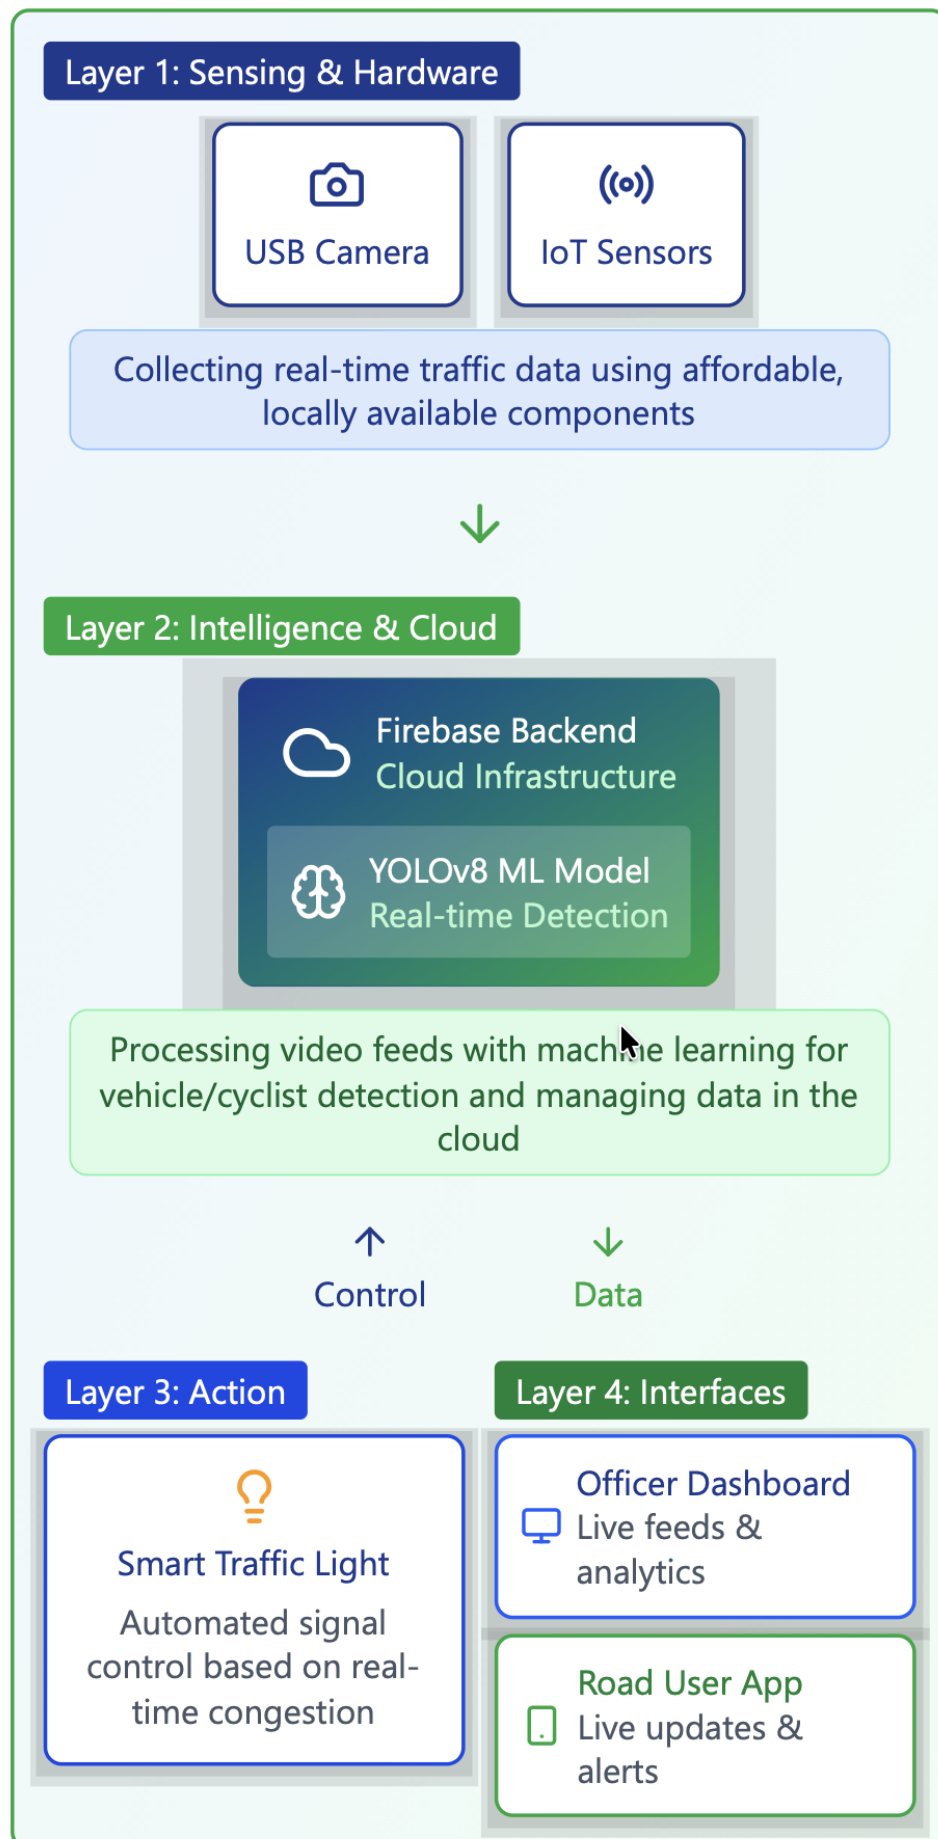 Layer 1: Sensing & Hardware
USB Camera
IoT Sensors
Collecting real-time traffic data using affordable,
locally available components
Layer 2: Intelligence & Cloud
Firebase Backend
Cloud Infrastructure
YOLOv8 ML Model
Real-time Detection
Processing video feeds with machine learning for
vehicle/cyclist detection and managing data in the
cloud
Control
Data
Layer 3: Action
Smart Traffic Light
Automated signal
control based on real-
time congestion
Layer 4: Interfaces
Officer Dashboard
Live feeds &
analytics
Road User App
Live updates &
alerts